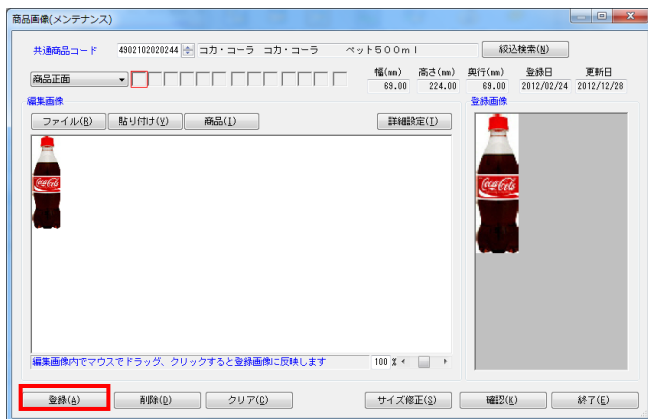 商品画像(メンテナンス)
共通商品コード 4902102020244 コカ・コーラ コカ・コーラ ペット500ml 絞込検索(N)
商品正面 幅(mm) 高さ(mm) 奥行(mm) 登録日 更新日
69.00 224.00 69.00 2012/02/24 2012/12/28
編集画像 登録画像
ファイル(R) 貼り付け(V) 商品(L) 詳細設定(I)
Coca-Cola Coca-Cola
編集画像内でマウスでドラッグ、クリックすると登録画像に反映します 100 %
登録(A) 削除(D) クリア(C) サイズ修正(S) 確認(K) 終了(E)